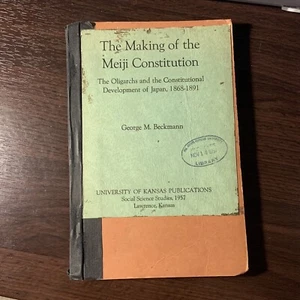 The Making of the
Meiji Constitution
The Oligarchs and the Constitutional
Development of Japan, 1868-1891
George M. Beckmann
LIBRARY
UNIVERSITY OF KANSAS PUBLICATIONS
Social Science Studies, 1957
Lawrence, Kansas